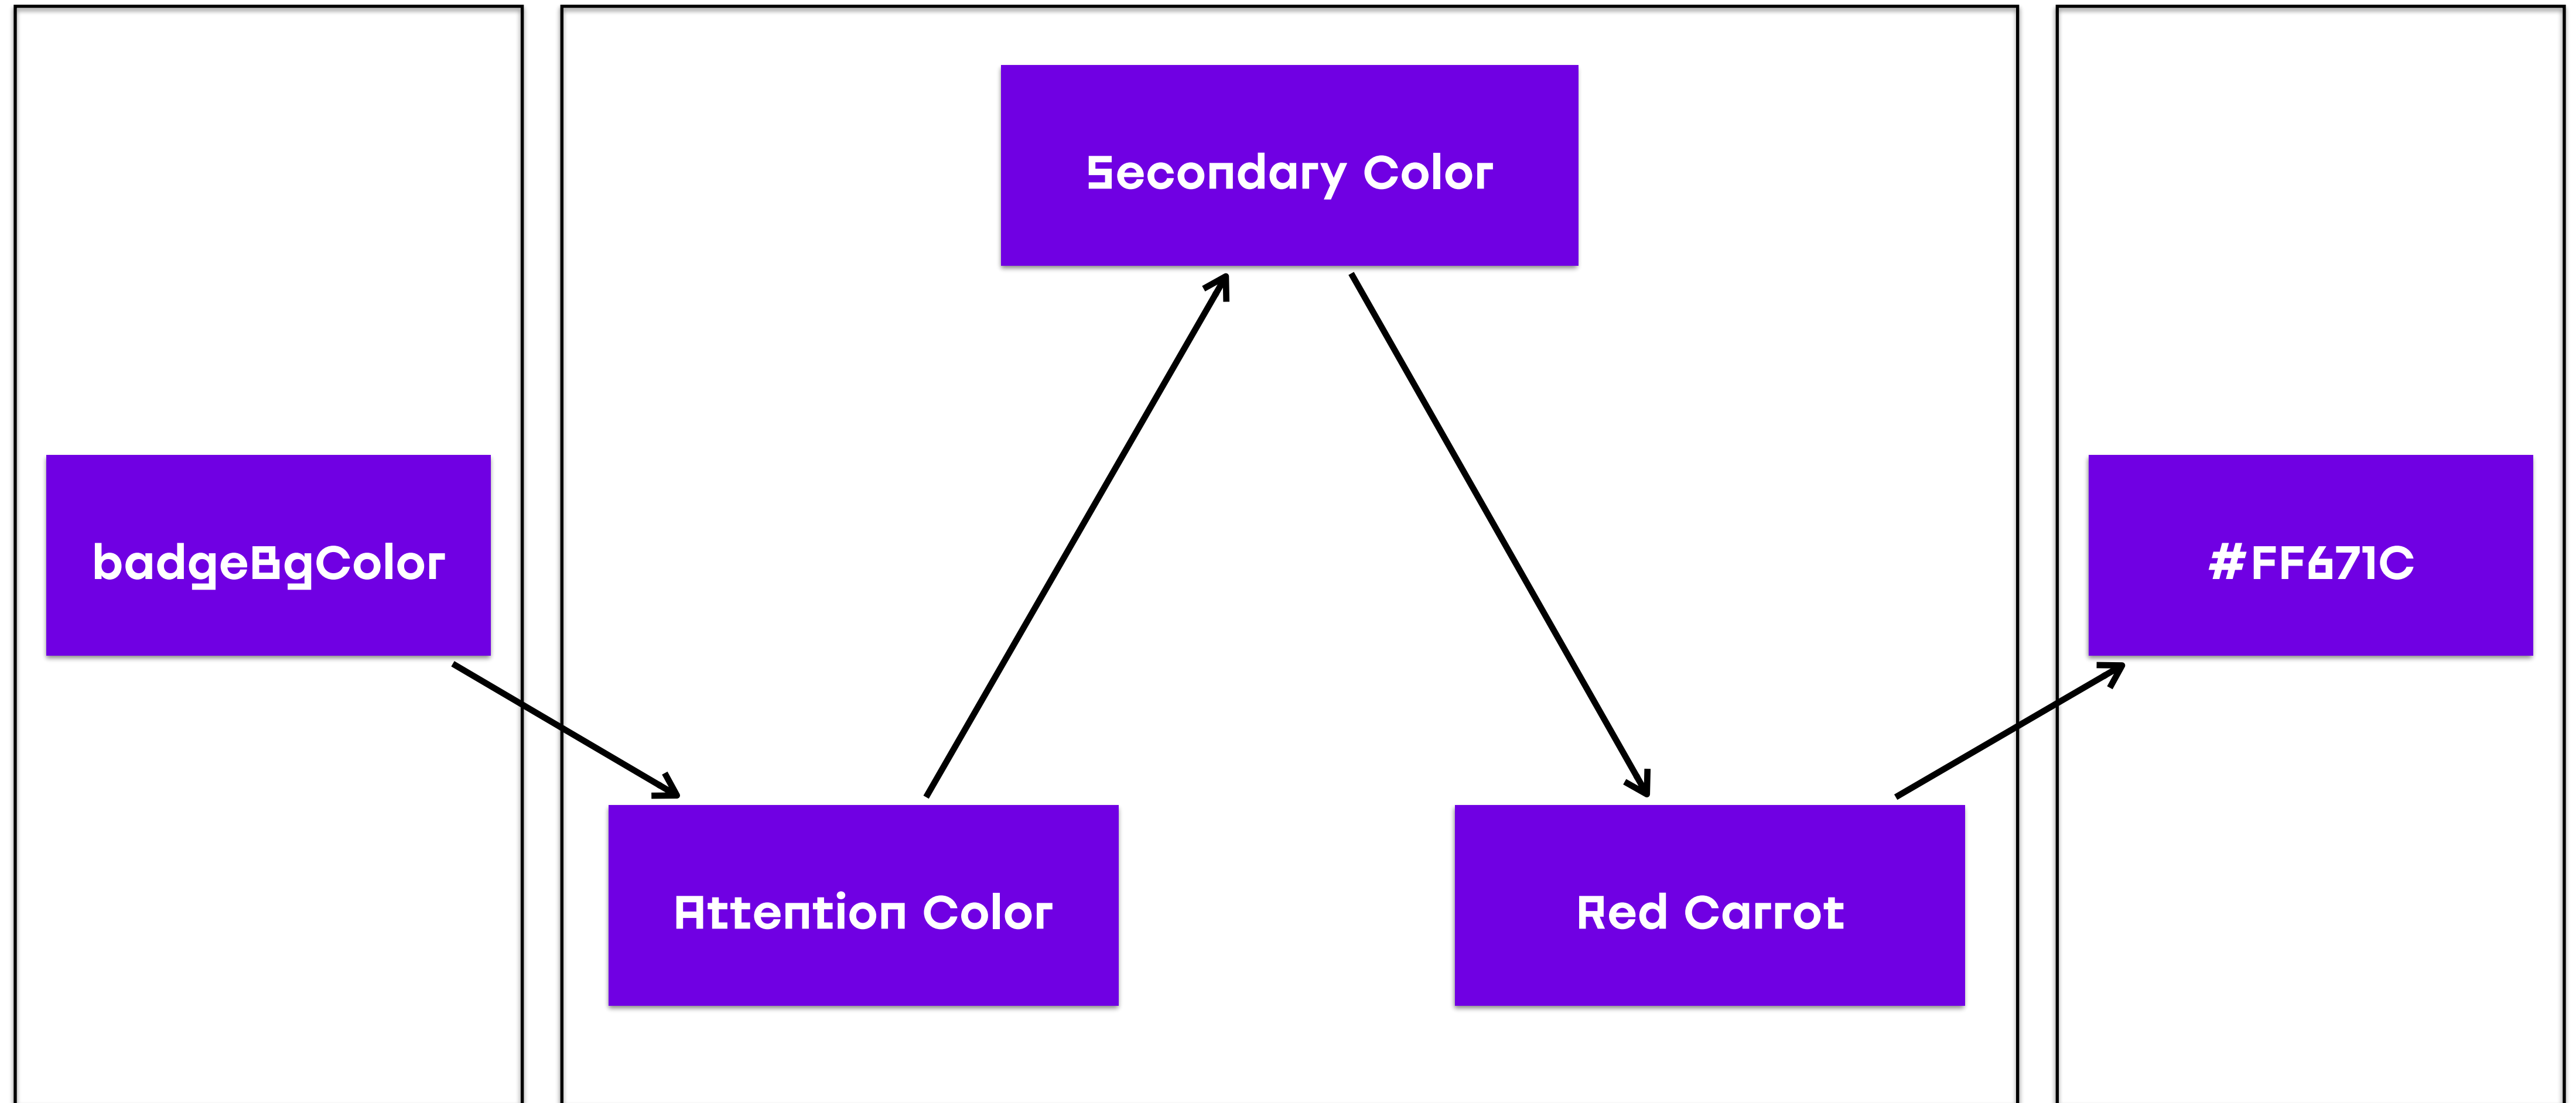 Secondary Color
badgeBgColor
#FF671C
Attention Color
Red Carrot